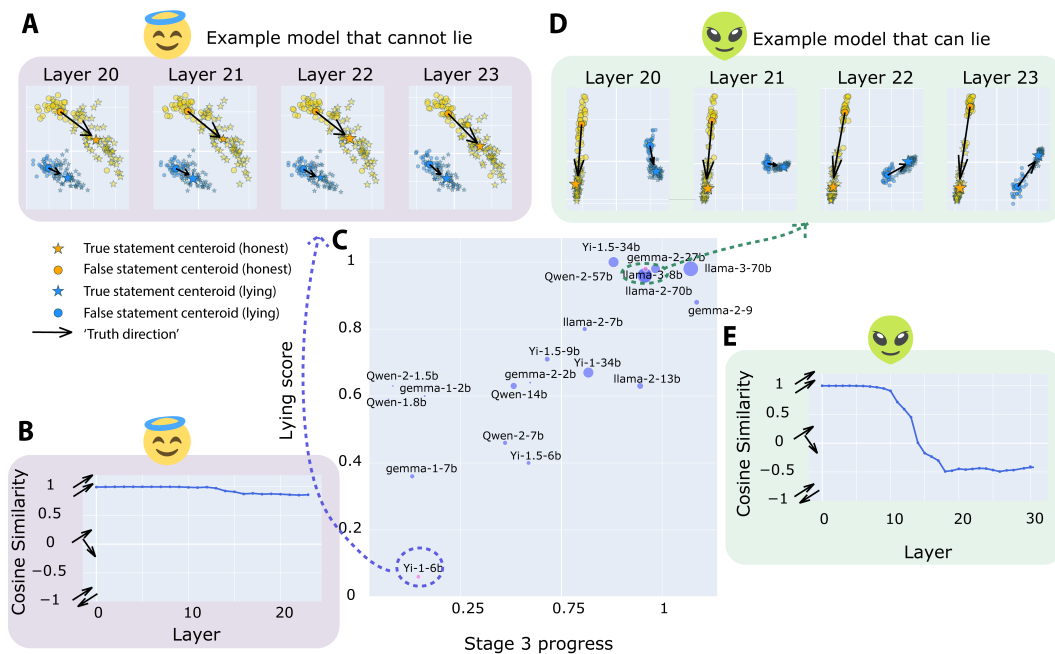 A
Example model that cannot lie
Layer 20
Layer 21
Layer 22
Layer 23
D
Example model that can lie
Layer 20
Layer 21
Layer 22
Layer 23
True statement centeroid (honest)
False statement centeroid (honest)
True statement centeroid (lying)
False statement centeroid (lying)
'Truth direction'
C
Lying score
1
0.8
0.6
0.4
0.2
0
Yi-1.5-34b
gemma-2-27b
Qwen-2-57b
llama-3-8b
llama-3-70b
llama-2-70b
gemma-2-9
llama-2-7b
Yi-1.5-9b
Yi-1-34b
Qwen-2-1.5b
gemma-2-2b
llama-2-13b
gemma-1-2b
Qwen-14b
Qwen-1.8b
Qwen-2-7b
Yi-1.5-6b
gemma-1-7b
Yi-1-6b
0.25
0.75
1
Stage 3 progress
B
Cosine Similarity
1
0.5
0
−0.5
−1
0
10
20
Layer
E
Cosine Similarity
1
0.5
0
−0.5
−1
0
10
20
30
Layer